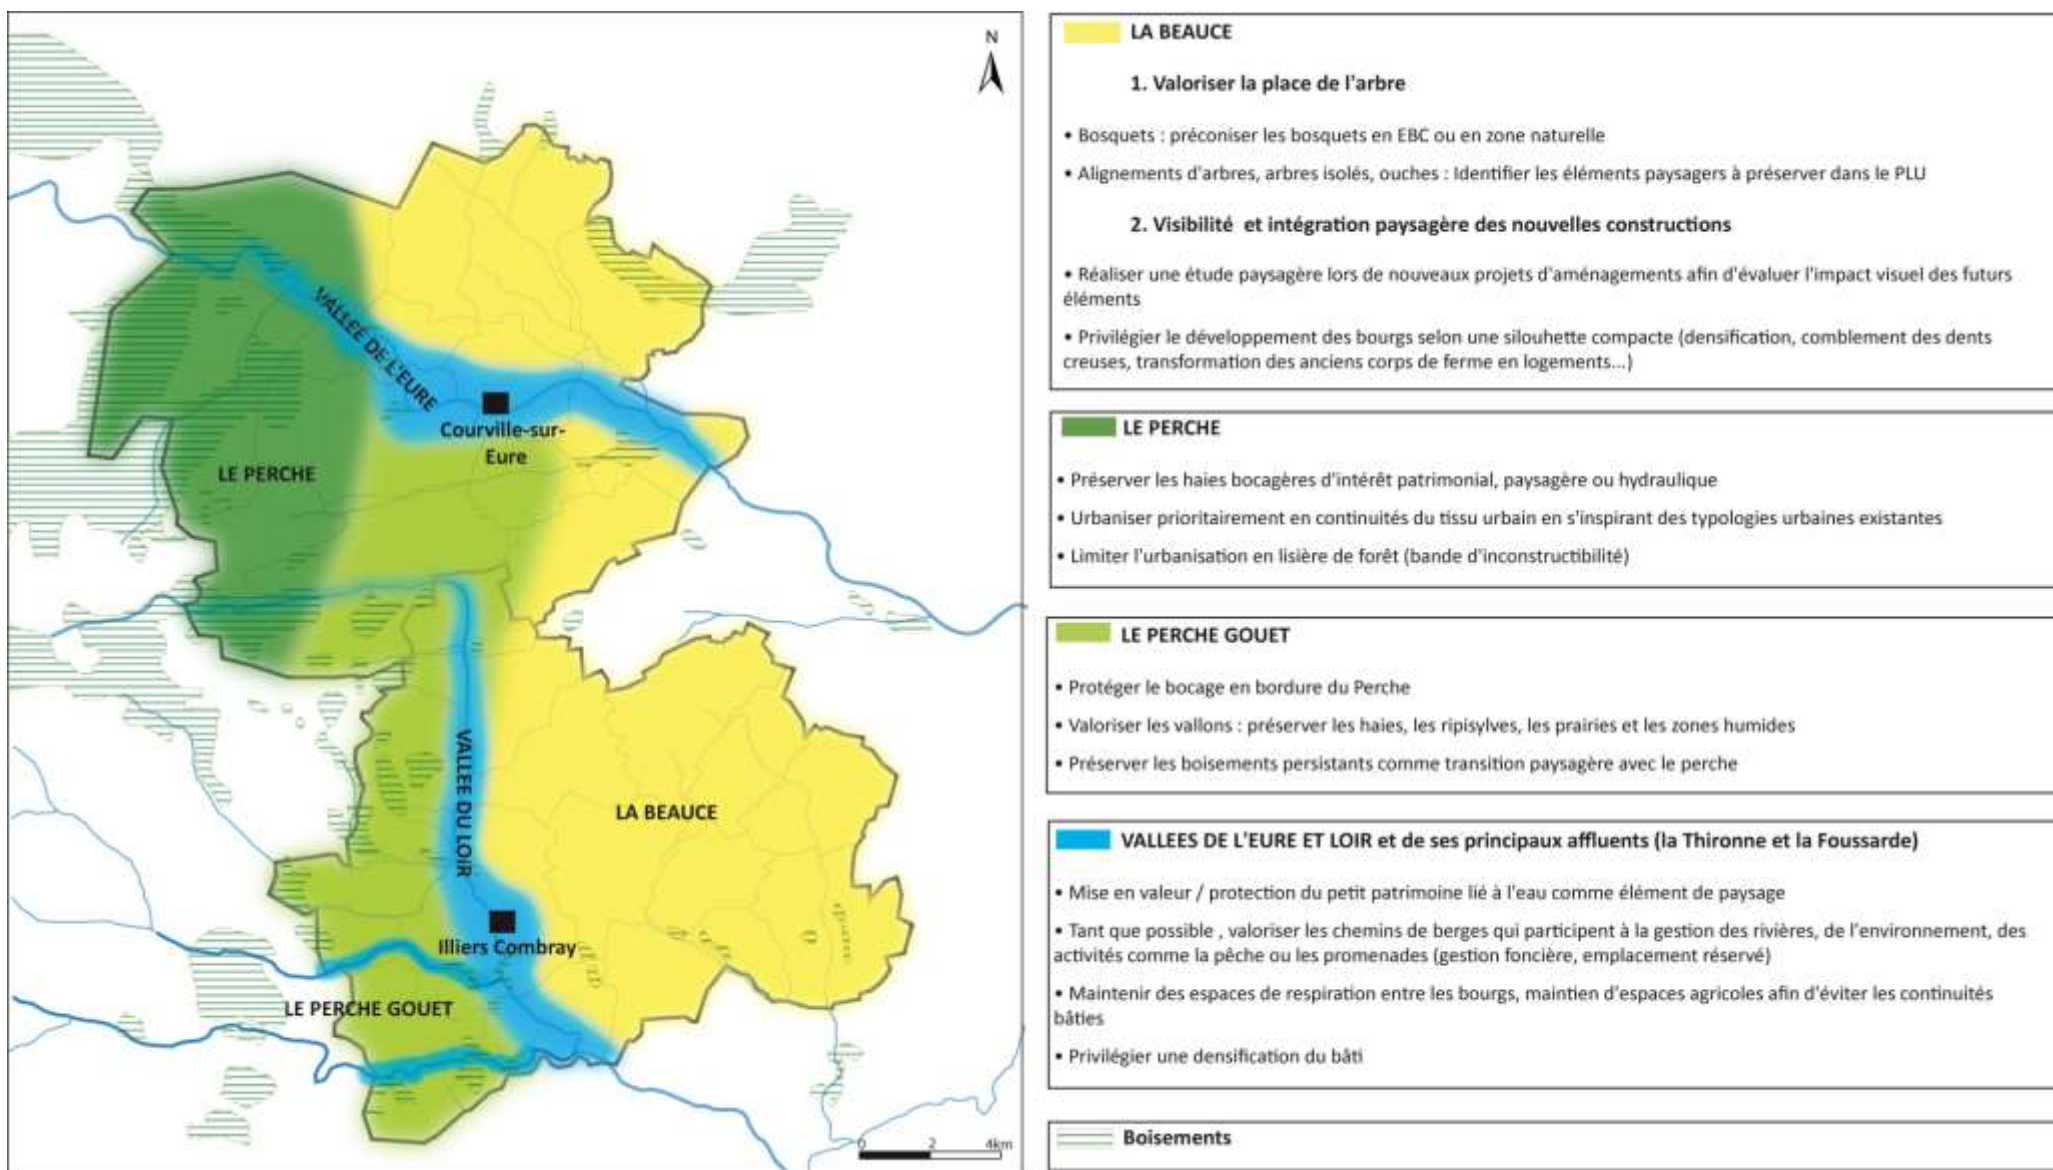 N
VALLEE DE L'EURE
Courville-sur-
Eure
LE PERCHE
VALLEE DU LOIR
LA BEAUCE
Illiers Combray
LE PERCHE GOUET
0 2 4km
LA BEAUCE
1. Valoriser la place de l'arbre
• Bosquets : préconiser les bosquets en EBC ou en zone naturelle
• Alignements d'arbres, arbres isolés, ouches : Identifier les éléments paysagers à préserver dans le PLU
2. Visibilité et intégration paysagère des nouvelles constructions
• Réaliser une étude paysagère lors de nouveaux projets d'aménagements afin d'évaluer l'impact visuel des futurs
éléments
• Privilégier le développement des bourgs selon une silouhette compacte (densification, comblement des dents
creuses, transformation des anciens corps de ferme en logements...)
LE PERCHE
• Préserver les haies bocagères d'intérêt patrimonial, paysagère ou hydraulique
• Urbaniser prioritairement en continuités du tissu urbain en s'inspirant des typologies urbaines existantes
• Limiter l'urbanisation en lisière de forêt (bande d'inconstructibilité)
LE PERCHE GOUET
• Protéger le bocage en bordure du Perche
• Valoriser les vallons : préserver les haies, les ripisylves, les prairies et les zones humides
• Préserver les boisements persistants comme transition paysagère avec le perche
VALLEES DE L'EURE ET LOIR et de ses principaux affluents (la Thironne et la Foussarde)
• Mise en valeur / protection du petit patrimoine lié à l'eau comme élément de paysage
• Tant que possible , valoriser les chemins de berges qui participent à la gestion des rivières, de l'environnement, des
activités comme la pêche ou les promenades (gestion foncière, emplacement réservé)
• Maintenir des espaces de respiration entre les bourgs, maintien d'espaces agricoles afin d'éviter les continuités
bâties
• Privilégier une densification du bâti
Boisements